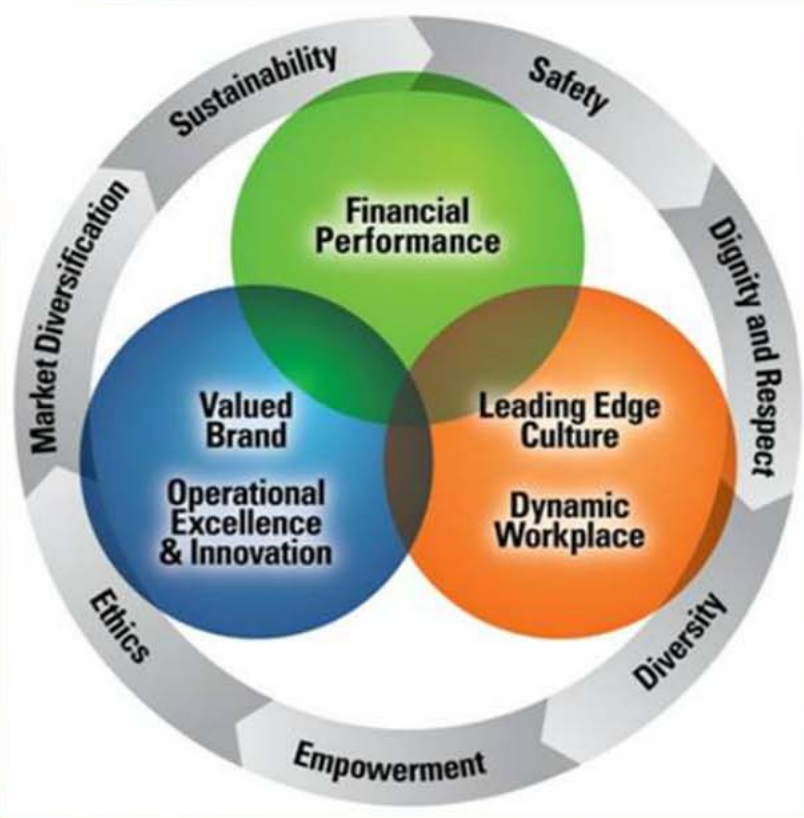 Sustainability
Safety
Dignity and Respect
Diversity
Empowerment
Ethics
Market Diversification
Financial
Performance
Valued
Brand
Operational
Excellence
& Innovation
Leading Edge
Culture
Dynamic
Workplace